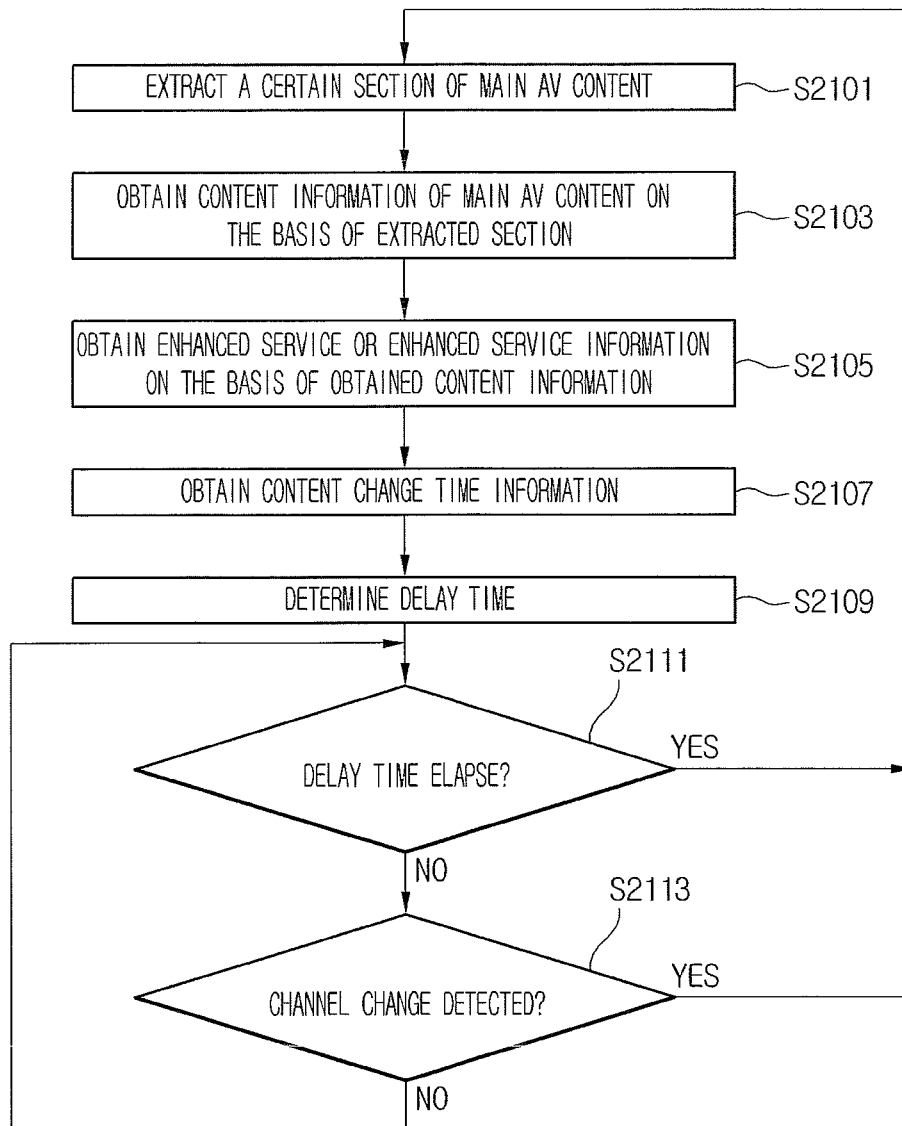 EXTRACT A CERTAIN SECTION OF MAIN AV CONTENT
S2101
OBTAIN CONTENT INFORMATION OF MAIN AV CONTENT ON
THE BASIS OF EXTRACTED SECTION
S2103
OBTAIN ENHANCED SERVICE OR ENHANCED SERVICE INFORMATION
ON THE BASIS OF OBTAINED CONTENT INFORMATION
S2105
OBTAIN CONTENT CHANGE TIME INFORMATION
S2107
DETERMINE DELAY TIME
S2109
S2111
DELAY TIME ELAPSE?
YES
NO
S2113
CHANNEL CHANGE DETECTED?
YES
NO